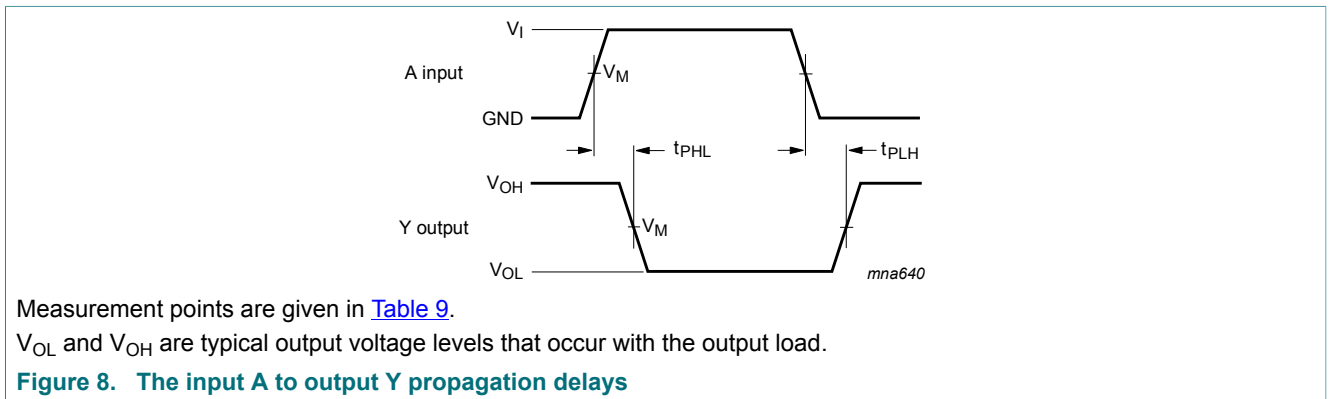 V_I
A input
V_M
GND
t_PHL
t_PLH
V_OH
Y output
V_M
V_OL
mna640
Measurement points are given in Table 9.
V_OL and V_OH are typical output voltage levels that occur with the output load.
Figure 8. The input A to output Y propagation delays